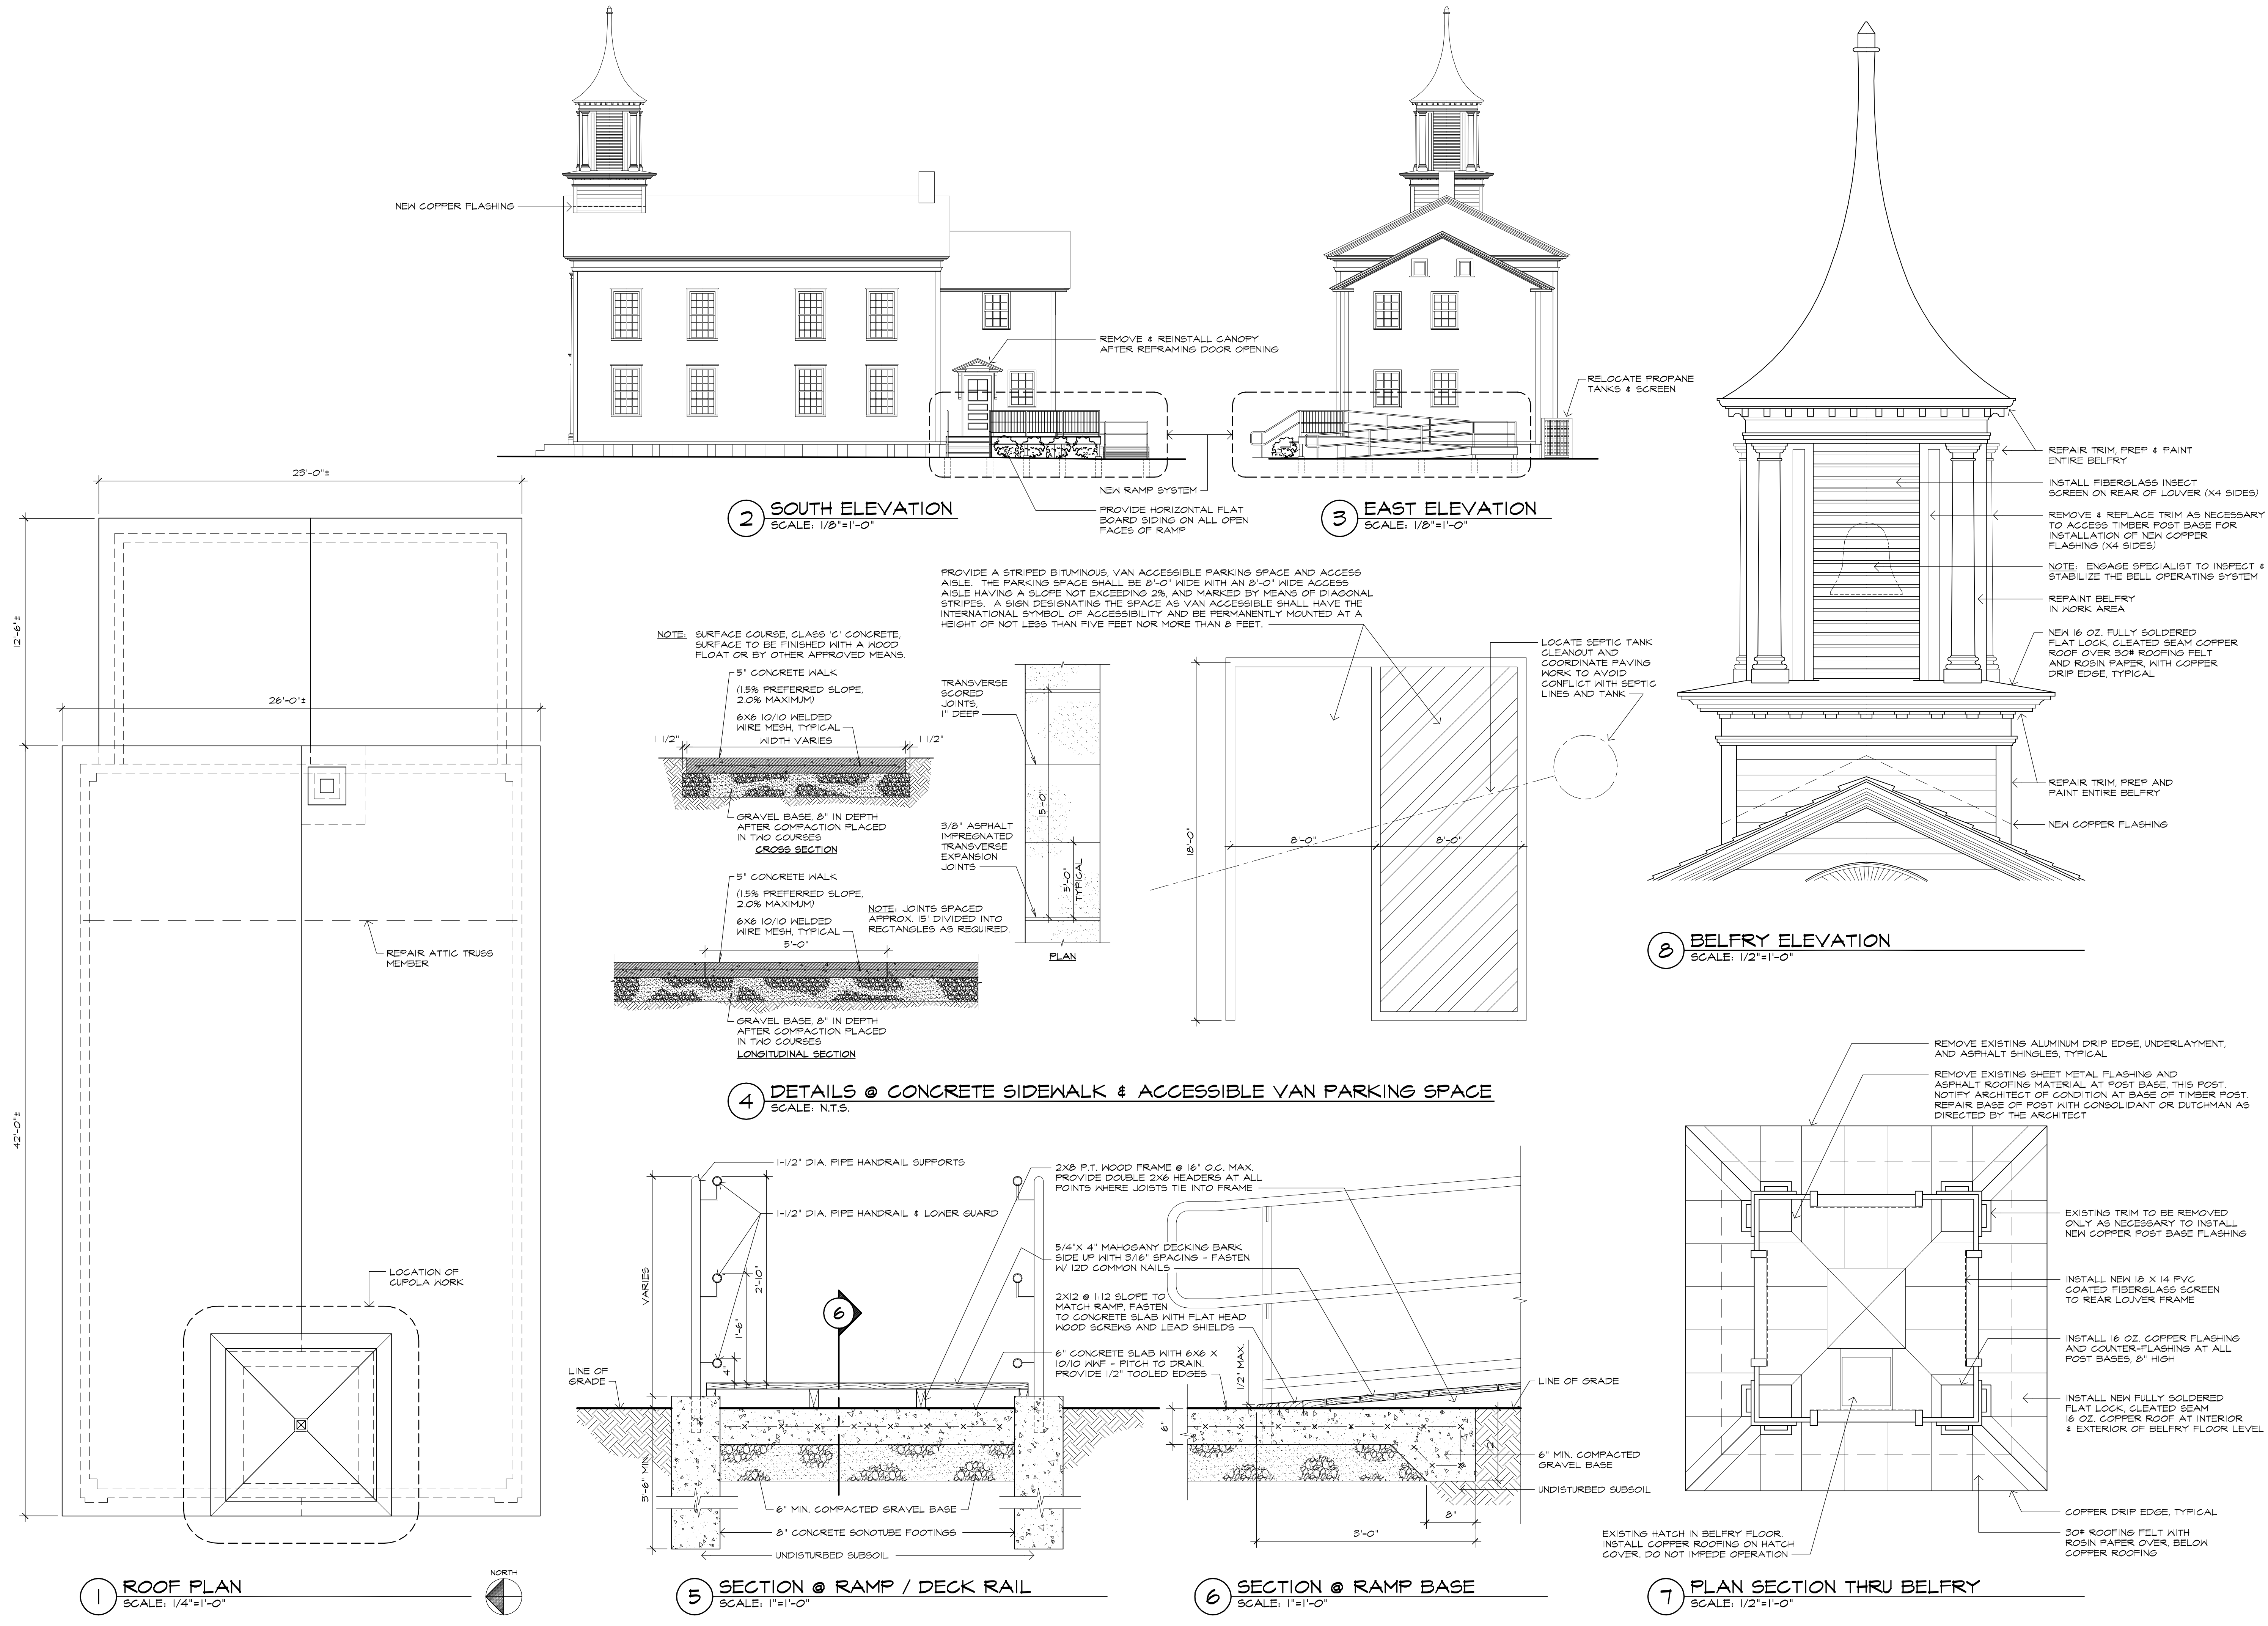 NEW COPPER FLASHING
REMOVE & REINSTALL CANOPY
AFTER REFRAMING DOOR OPENING
RELOCATE PROPANE
TANKS & SCREEN
NEW RAMP SYSTEM
PROVIDE HORIZONTAL FLAT
BOARD SIDING ON ALL OPEN
FACES OF RAMP
2
SOUTH ELEVATION
SCALE: 1/8"=1'-0"
3
EAST ELEVATION
SCALE: 1/8"=1'-0"
23'-0"±
12'-6"±
26'-0"±
42'-0"±
REPAIR ATTIC TRUSS
MEMBER
LOCATION OF
CUPOLA WORK
1
ROOF PLAN
SCALE: 1/4"=1'-0"
NORTH
PROVIDE A STRIPED BITUMINOUS, VAN ACCESSIBLE PARKING SPACE AND ACCESS
AISLE. THE PARKING SPACE SHALL BE 8'-0" WIDE WITH AN 8'-0" WIDE ACCESS
AISLE HAVING A SLOPE NOT EXCEEDING 2%, AND MARKED BY MEANS OF DIAGONAL
STRIPES. A SIGN DESIGNATING THE SPACE AS VAN ACCESSIBLE SHALL HAVE THE
INTERNATIONAL SYMBOL OF ACCESSIBILITY AND BE PERMANENTLY MOUNTED AT A
HEIGHT OF NOT LESS THAN FIVE FEET NOR MORE THAN 8 FEET.
NOTE: SURFACE COURSE, CLASS 'C' CONCRETE,
SURFACE TO BE FINISHED WITH A WOOD
FLOAT OR BY OTHER APPROVED MEANS.
5" CONCRETE WALK
(1.5% PREFERRED SLOPE,
2.0% MAXIMUM)
6X6 10/10 WELDED
WIRE MESH, TYPICAL
1 1/2"
WIDTH VARIES
1 1/2"
GRAVEL BASE, 8" IN DEPTH
AFTER COMPACTION PLACED
IN TWO COURSES
CROSS SECTION
5" CONCRETE WALK
(1.5% PREFERRED SLOPE,
2.0% MAXIMUM)
6X6 10/10 WELDED
WIRE MESH, TYPICAL
NOTE: JOINTS SPACED
APPROX. 15' DIVIDED INTO
RECTANGLES AS REQUIRED.
5'-0"
GRAVEL BASE, 8" IN DEPTH
AFTER COMPACTION PLACED
IN TWO COURSES
LONGITUDINAL SECTION
TRANSVERSE
SCORED
JOINTS,
1" DEEP
3/8" ASPHALT
IMPREGNATED
TRANSVERSE
EXPANSION
JOINTS
15'-0"
5'-0"
TYPICAL
PLAN
LOCATE SEPTIC TANK
CLEANOUT AND
COORDINATE PAVING
WORK TO AVOID
CONFLICT WITH SEPTIC
LINES AND TANK
18'-0"
8'-0"
8'-0"
4
DETAILS @ CONCRETE SIDEWALK & ACCESSIBLE VAN PARKING SPACE
SCALE: N.T.S.
1-1/2" DIA. PIPE HANDRAIL SUPPORTS
1-1/2" DIA. PIPE HANDRAIL & LOWER GUARD
VARIES
2'-10"
1'-6"
4"
3'-6" MIN.
LINE OF
GRADE
6
6" MIN. COMPACTED GRAVEL BASE
8" CONCRETE SONOTUBE FOOTINGS
UNDISTURBED SUBSOIL
5
SECTION @ RAMP / DECK RAIL
SCALE: 1"=1'-0"
2X8 P.T. WOOD FRAME @ 16" O.C. MAX.
PROVIDE DOUBLE 2X6 HEADERS AT ALL
POINTS WHERE JOISTS TIE INTO FRAME
5/4"X 4" MAHOGANY DECKING BARK
SIDE UP WITH 3/16" SPACING - FASTEN
W/ 12D COMMON NAILS
2X12 @ 1:12 SLOPE TO
MATCH RAMP, FASTEN
TO CONCRETE SLAB WITH FLAT HEAD
WOOD SCREWS AND LEAD SHIELDS
6" CONCRETE SLAB WITH 6X6 X
10/10 WWF - PITCH TO DRAIN.
PROVIDE 1/2" TOOLED EDGES
1/2" MAX.
6"
LINE OF GRADE
12"
6" MIN. COMPACTED
GRAVEL BASE
UNDISTURBED SUBSOIL
8"
3'-0"
6
SECTION @ RAMP BASE
SCALE: 1"=1'-0"
REPAIR TRIM, PREP & PAINT
ENTIRE BELFRY
INSTALL FIBERGLASS INSECT
SCREEN ON REAR OF LOUVER (X4 SIDES)
REMOVE & REPLACE TRIM AS NECESSARY
TO ACCESS TIMBER POST BASE FOR
INSTALLATION OF NEW COPPER
FLASHING (X4 SIDES)
NOTE: ENGAGE SPECIALIST TO INSPECT &
STABILIZE THE BELL OPERATING SYSTEM
REPAINT BELFRY
IN WORK AREA
NEW 16 OZ. FULLY SOLDERED
FLAT LOCK, CLEATED SEAM COPPER
ROOF OVER 30# ROOFING FELT
AND ROSIN PAPER, WITH COPPER
DRIP EDGE, TYPICAL
REPAIR TRIM, PREP AND
PAINT ENTIRE BELFRY
NEW COPPER FLASHING
8
BELFRY ELEVATION
SCALE: 1/2"=1'-0"
REMOVE EXISTING ALUMINUM DRIP EDGE, UNDERLAYMENT,
AND ASPHALT SHINGLES, TYPICAL
REMOVE EXISTING SHEET METAL FLASHING AND
ASPHALT ROOFING MATERIAL AT POST BASE, THIS POST.
NOTIFY ARCHITECT OF CONDITION AT BASE OF TIMBER POST.
REPAIR BASE OF POST WITH CONSOLIDANT OR DUTCHMAN AS
DIRECTED BY THE ARCHITECT
EXISTING TRIM TO BE REMOVED
ONLY AS NECESSARY TO INSTALL
NEW COPPER POST BASE FLASHING
INSTALL NEW 18 X 14 PVC
COATED FIBERGLASS SCREEN
TO REAR LOUVER FRAME
INSTALL 16 OZ. COPPER FLASHING
AND COUNTER-FLASHING AT ALL
POST BASES, 8" HIGH
INSTALL NEW FULLY SOLDERED
FLAT LOCK, CLEATED SEAM
16 OZ. COPPER ROOF AT INTERIOR
& EXTERIOR OF BELFRY FLOOR LEVEL
COPPER DRIP EDGE, TYPICAL
30# ROOFING FELT WITH
ROSIN PAPER OVER, BELOW
COPPER ROOFING
EXISTING HATCH IN BELFRY FLOOR.
INSTALL COPPER ROOFING ON HATCH
COVER. DO NOT IMPEDE OPERATION
7
PLAN SECTION THRU BELFRY
SCALE: 1/2"=1'-0"